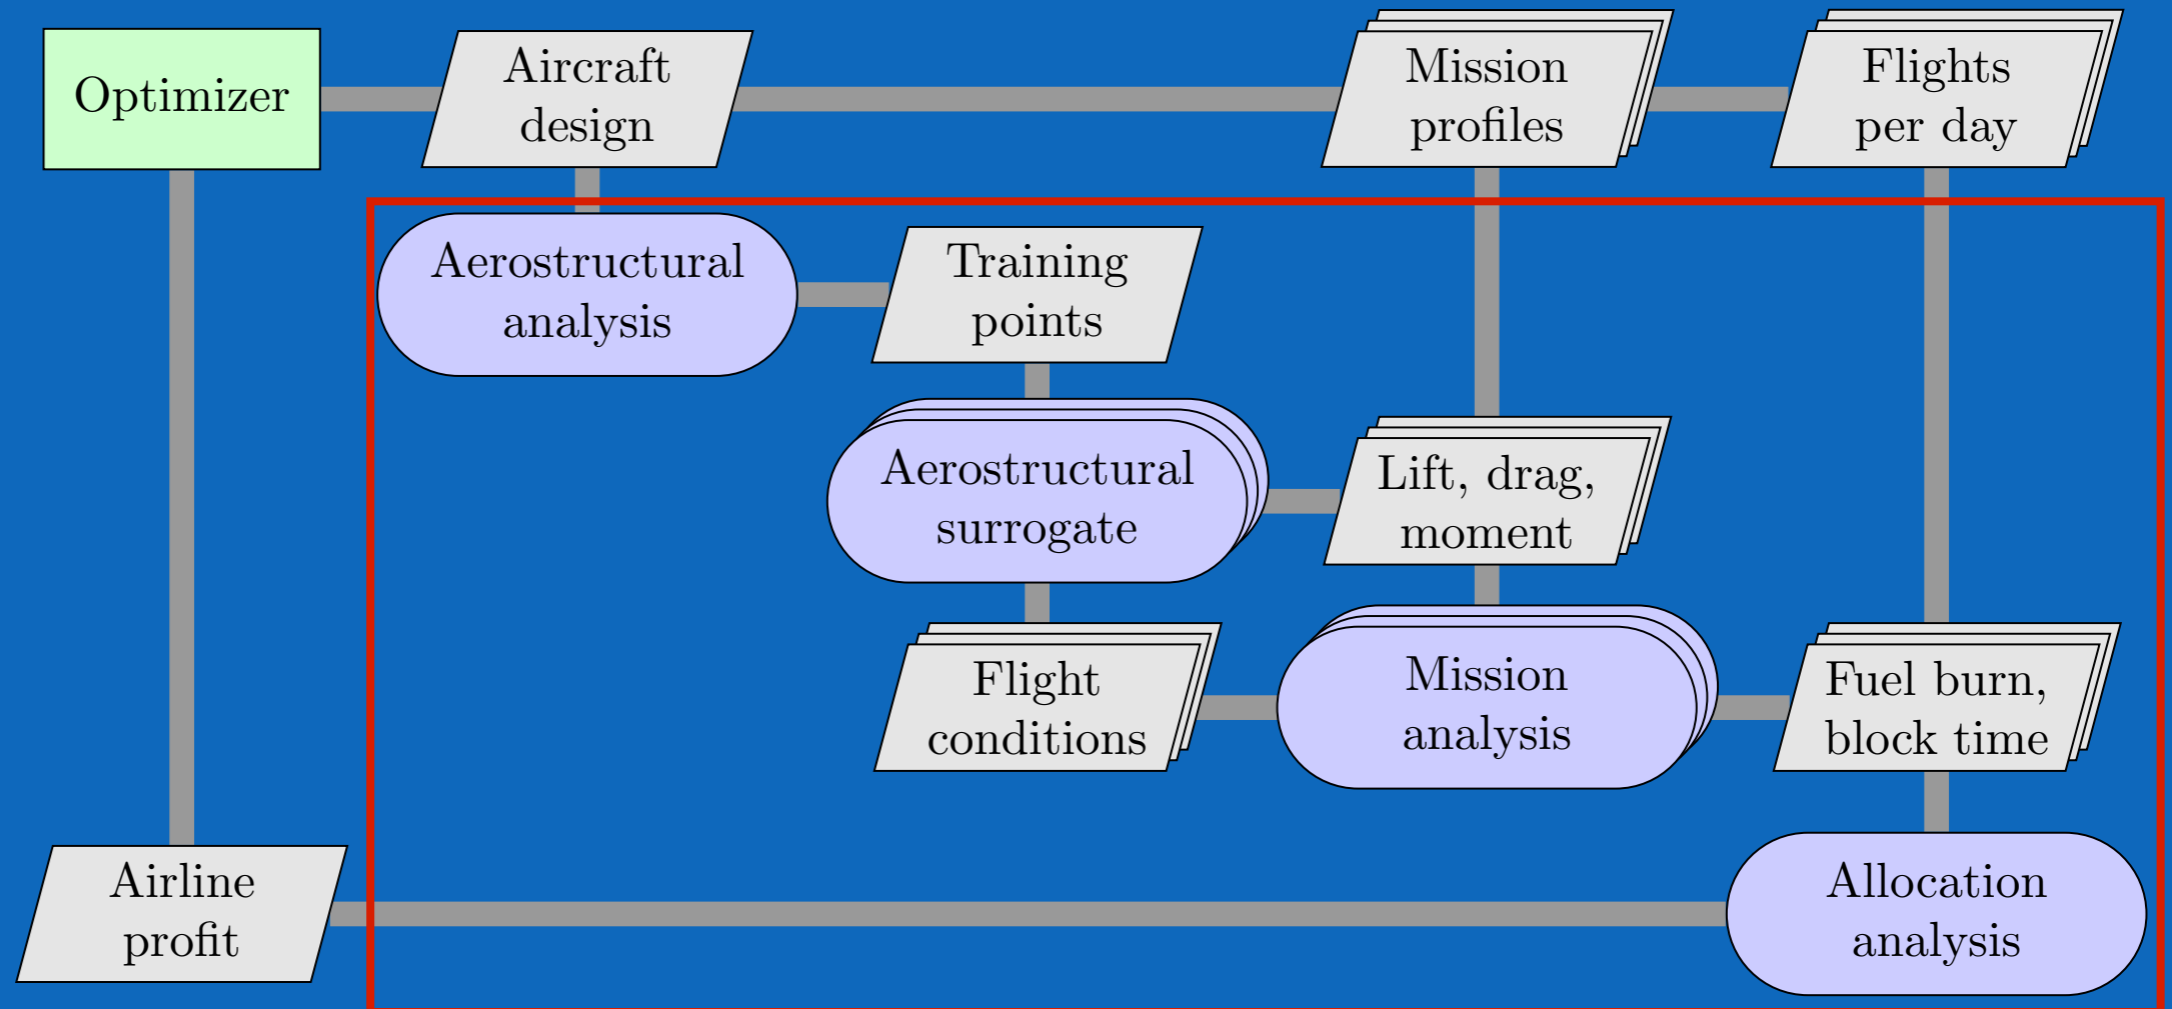 Optimizer
Aircraft
design
Mission
profiles
Flights
per day
Aerostructural
analysis
Training
points
Aerostructural
surrogate
Lift, drag,
moment
Flight
conditions
Mission
analysis
Fuel burn,
block time
Airline
profit
Allocation
analysis